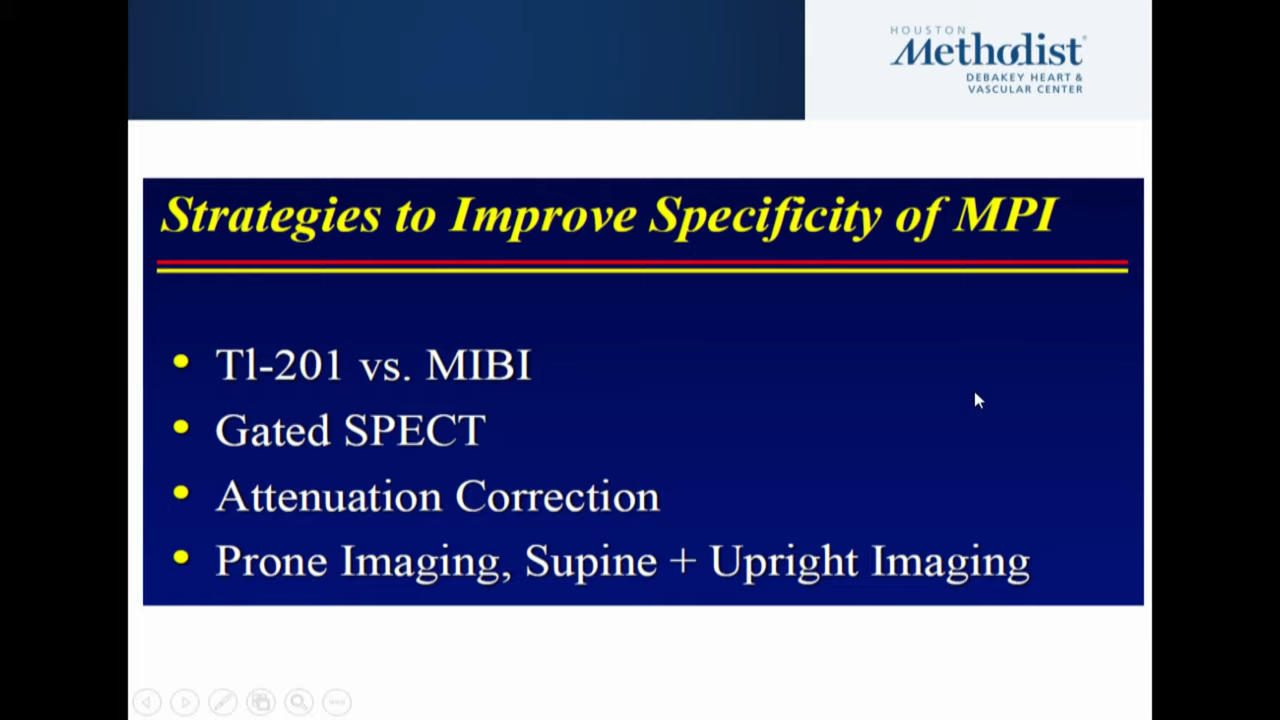 HOUSTON
Methodist
DEBAKEY HEART &
VASCULAR CENTER
Strategies to Improve Specificity of MPI
• Tl-201 vs. MIBI
• Gated SPECT
• Attenuation Correction
• Prone Imaging, Supine + Upright Imaging